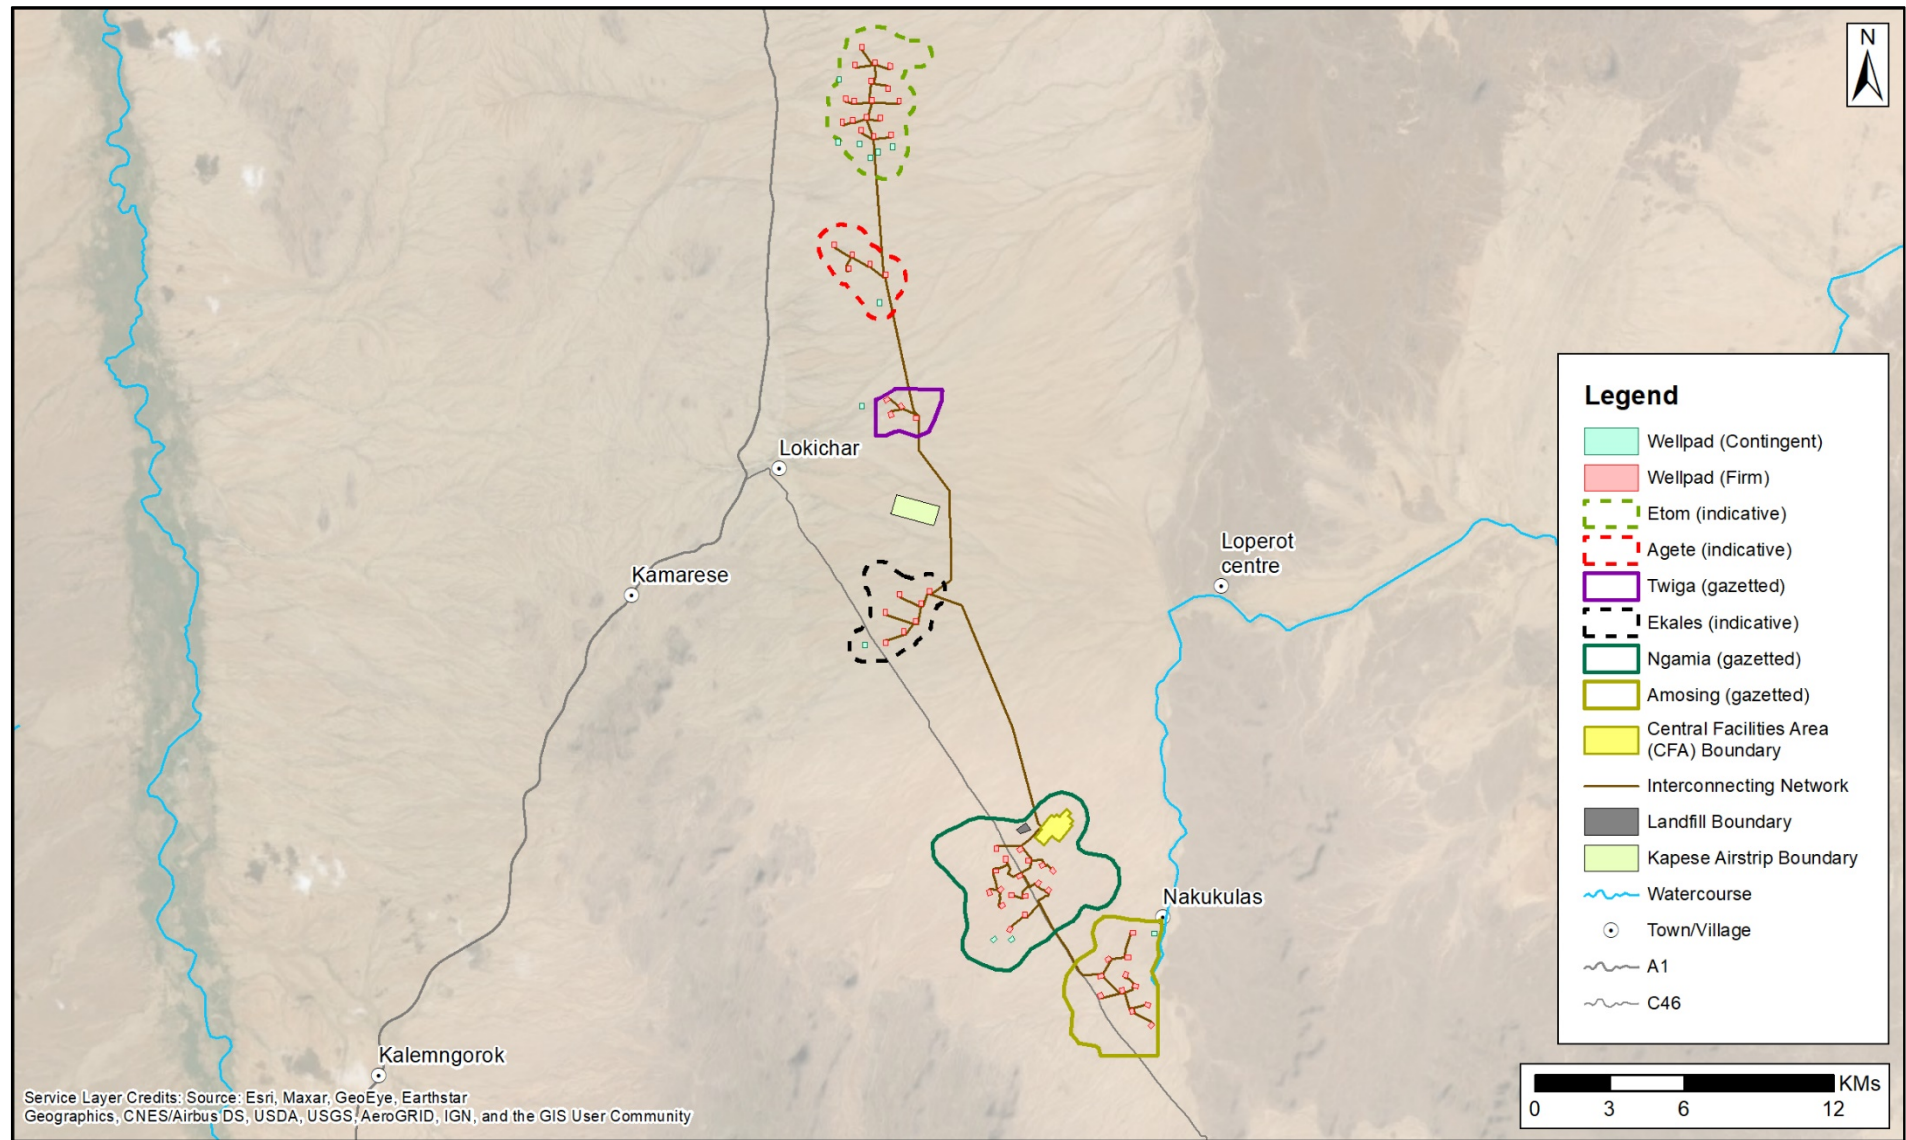 N
Lokichar
Kamarese
Loperot
centre
Nakukulas
Kalemngorok
Legend
Wellpad (Contingent)
Wellpad (Firm)
Etom (indicative)
Agete (indicative)
Twiga (gazetted)
Ekales (indicative)
Ngamia (gazetted)
Amosing (gazetted)
Central Facilities Area
(CFA) Boundary
Interconnecting Network
Landfill Boundary
Kapese Airstrip Boundary
Watercourse
Town/Village
A1
C46
KMs
0 3 6 12
Service Layer Credits: Source: Esri, Maxar, GeoEye, Earthstar
Geographics, CNES/Airbus DS, USDA, USGS, AeroGRID, IGN, and the GIS User Community